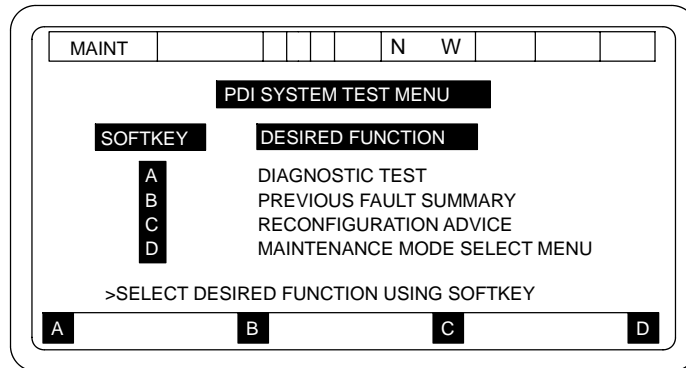 MAINT N W
PDI SYSTEM TEST MENU
SOFTKEY DESIRED FUNCTION
A DIAGNOSTIC TEST
B PREVIOUS FAULT SUMMARY
C RECONFIGURATION ADVICE
D MAINTENANCE MODE SELECT MENU
>SELECT DESIRED FUNCTION USING SOFTKEY
A B C D